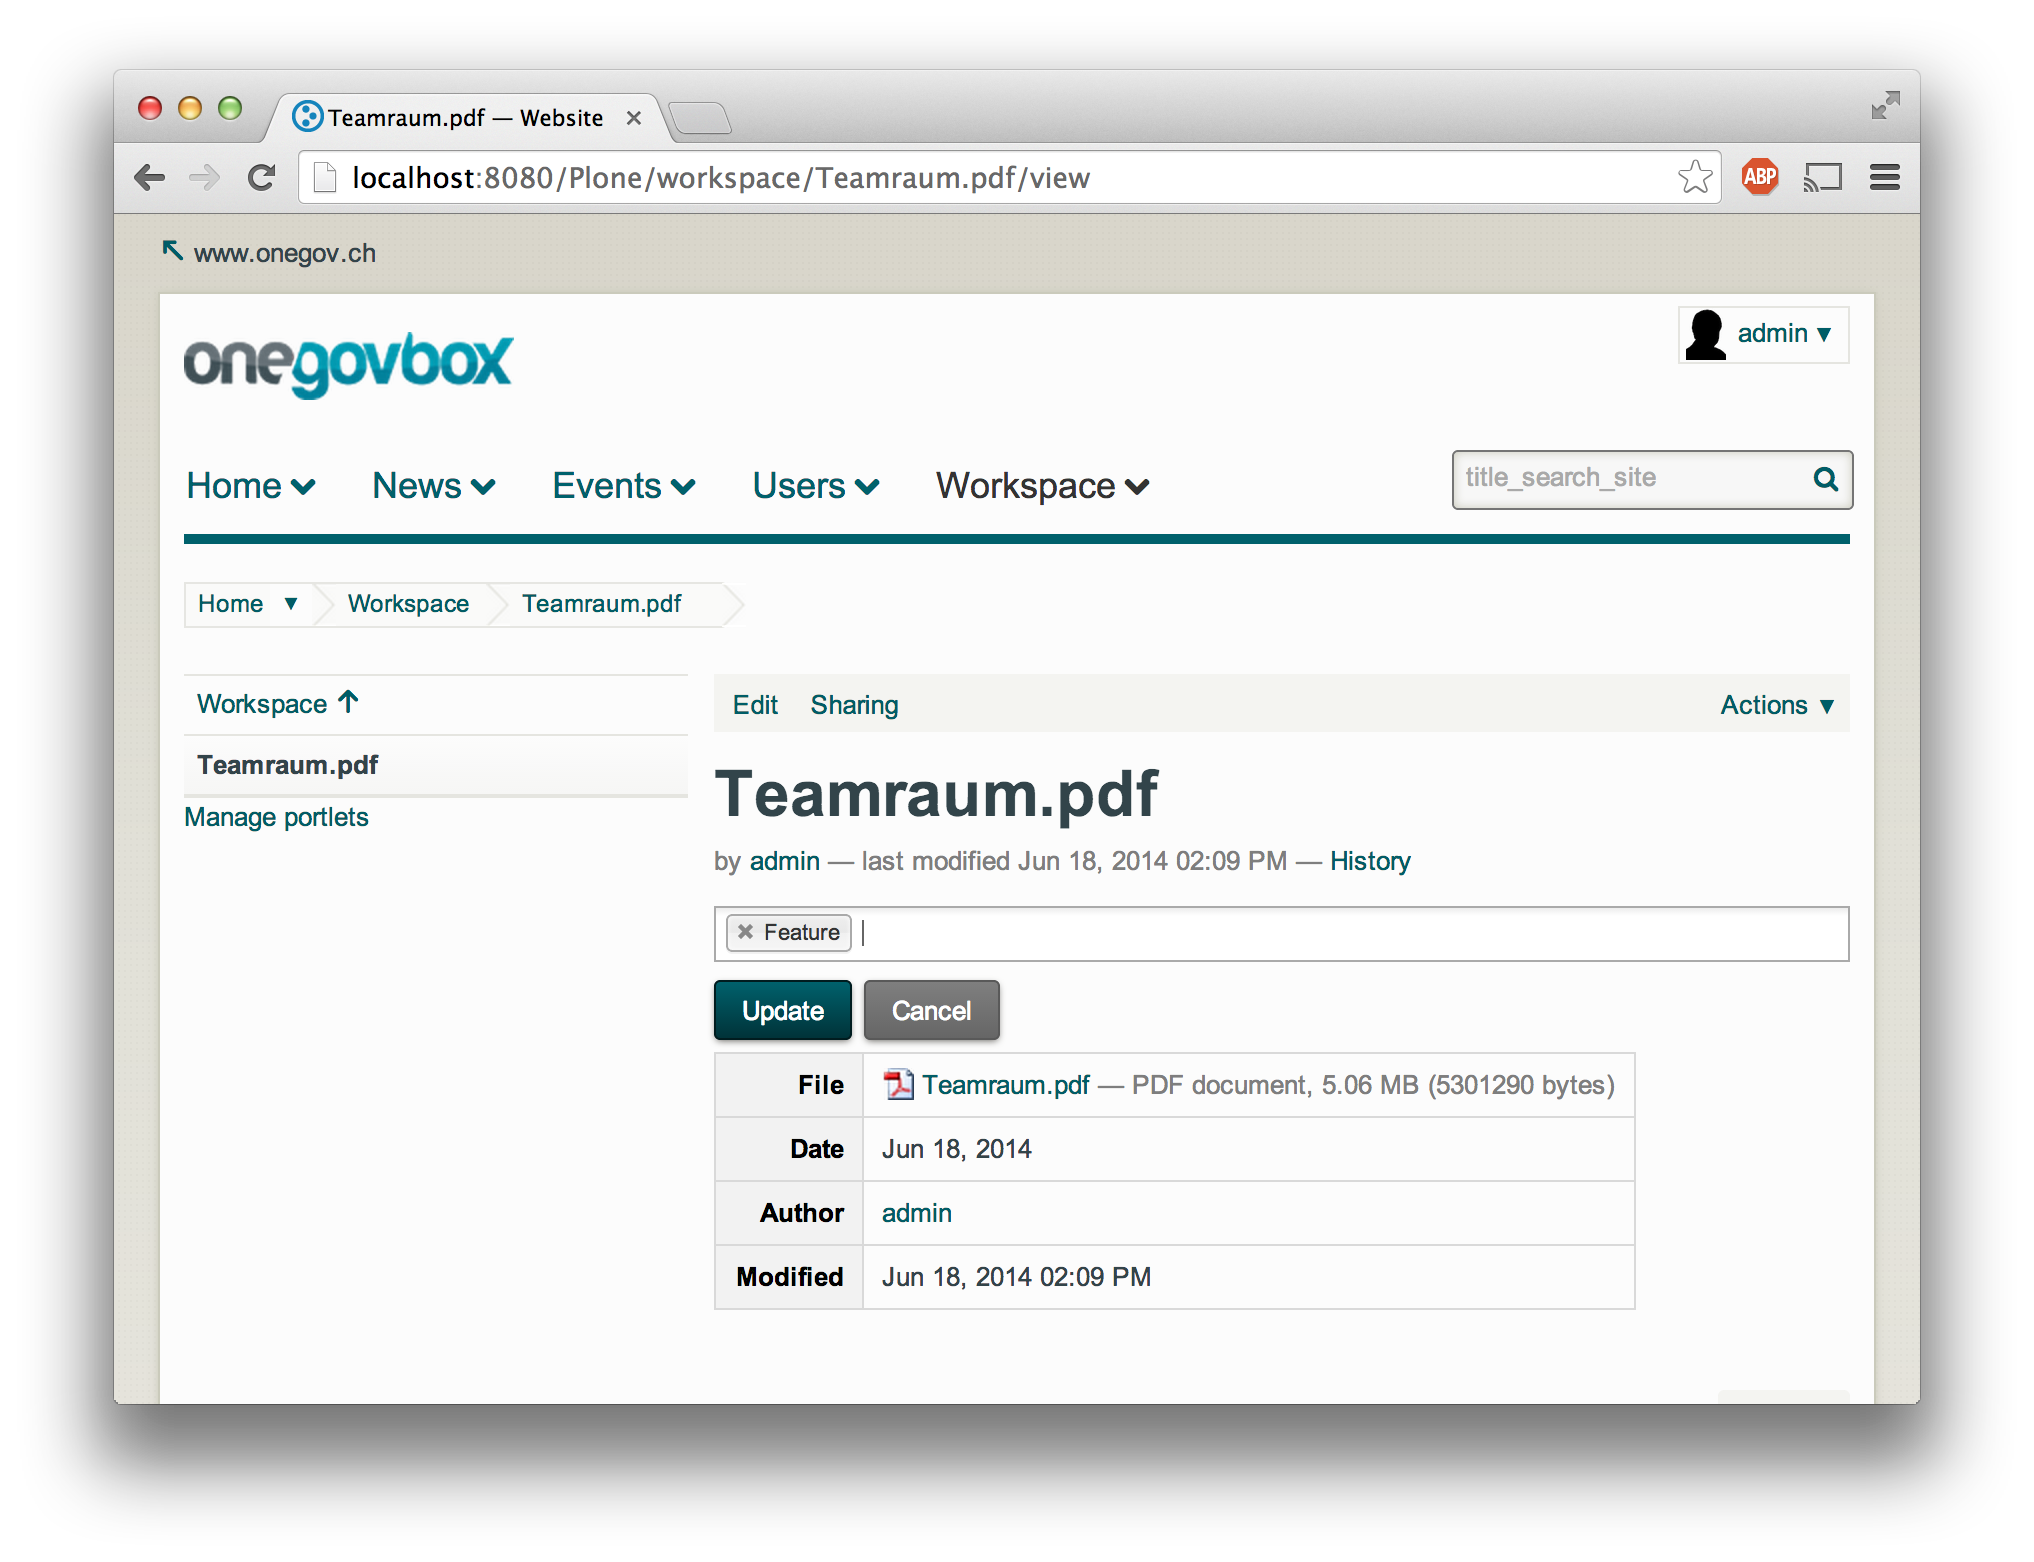 Teamraum.pdf — Website
localhost:8080/Plone/workspace/Teamraum.pdf/view
ABP
www.onegov.ch
onegovbox
admin ▼
Home News Events Users Workspace
title_search_site
Home ▼ Workspace Teamraum.pdf
Workspace
Teamraum.pdf
Manage portlets
Edit Sharing Actions ▼
Teamraum.pdf
by admin — last modified Jun 18, 2014 02:09 PM — History
Feature
Update Cancel
File Teamraum.pdf — PDF document, 5.06 MB (5301290 bytes)
Date Jun 18, 2014
Author admin
Modified Jun 18, 2014 02:09 PM